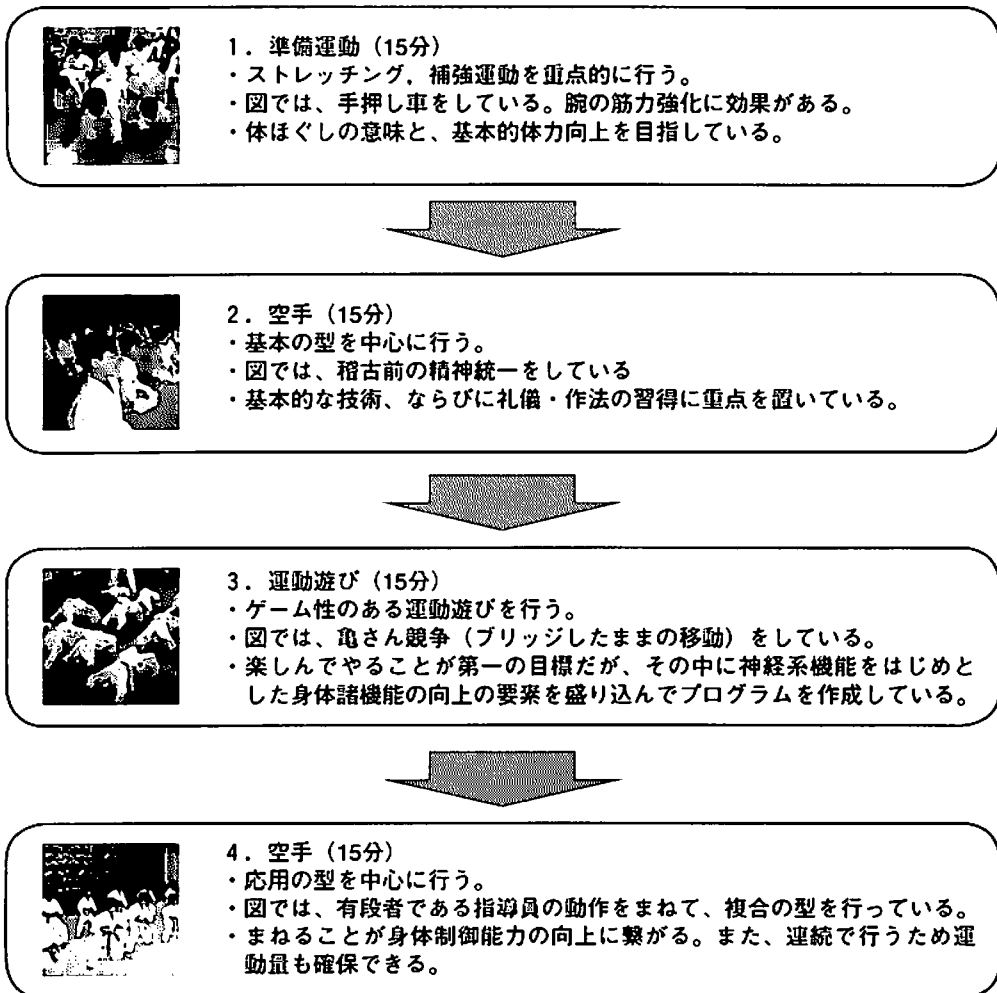 1. 準備運動（15分）
・ストレッチング，補強運動を重点的に行う。
・図では、手押し車をしている。腕の筋力強化に効果がある。
・体ほぐしの意味と、基本的体力向上を目指している。
2. 空手（15分）
・基本の型を中心に行う。
・図では、稽古前の精神統一をしている
・基本的な技術、ならびに礼儀・作法の習得に重点を置いている。
3. 運動遊び（15分）
・ゲーム性のある運動遊びを行う。
・図では、亀さん競争（ブリッジしたままの移動）をしている。
・楽しんでやることが第一の目標だが、その中に神経系機能をはじめと
した身体諸機能の向上の要素を盛り込んでプログラムを作成している。
4. 空手（15分）
・応用の型を中心に行う。
・図では、有段者である指導員の動作をまねて、複合の型を行っている。
・まねることが身体制御能力の向上に繋がる。また、連続で行うため運
動量も確保できる。